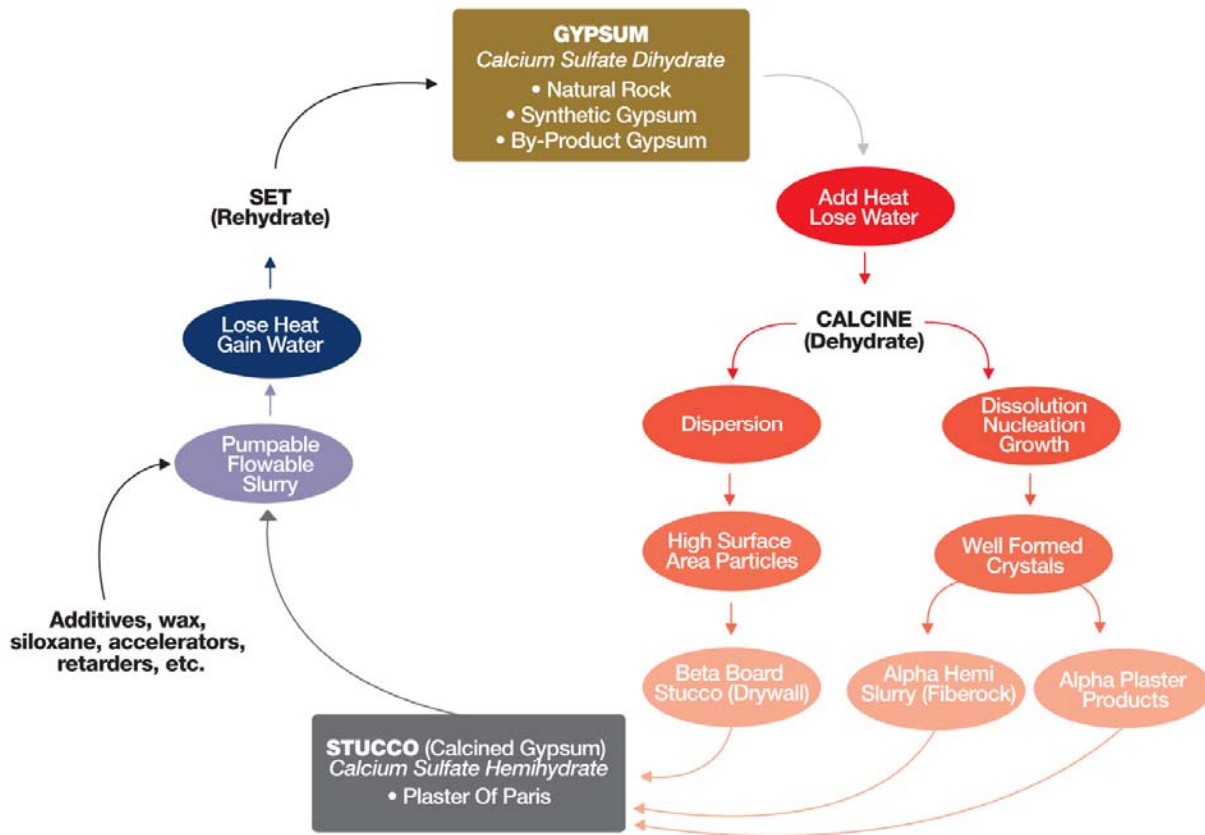 GYPSUM
Calcium Sulfate Dihydrate
• Natural Rock
• Synthetic Gypsum
• By-Product Gypsum
Add Heat
Lose Water
SET
(Rehydrate)
CALCINE
(Dehydrate)
Lose Heat
Gain Water
Dispersion
Dissolution
Nucleation
Growth
Pumpable
Flowable
Slurry
High Surface
Area Particles
Well Formed
Crystals
Additives, wax,
siloxane, accelerators,
retarders, etc.
Beta Board
Stucco (Drywall)
Alpha Hemi
Slurry (Fiberock)
Alpha Plaster
Products
STUCCO (Calcined Gypsum)
Calcium Sulfate Hemihydrate
• Plaster Of Paris